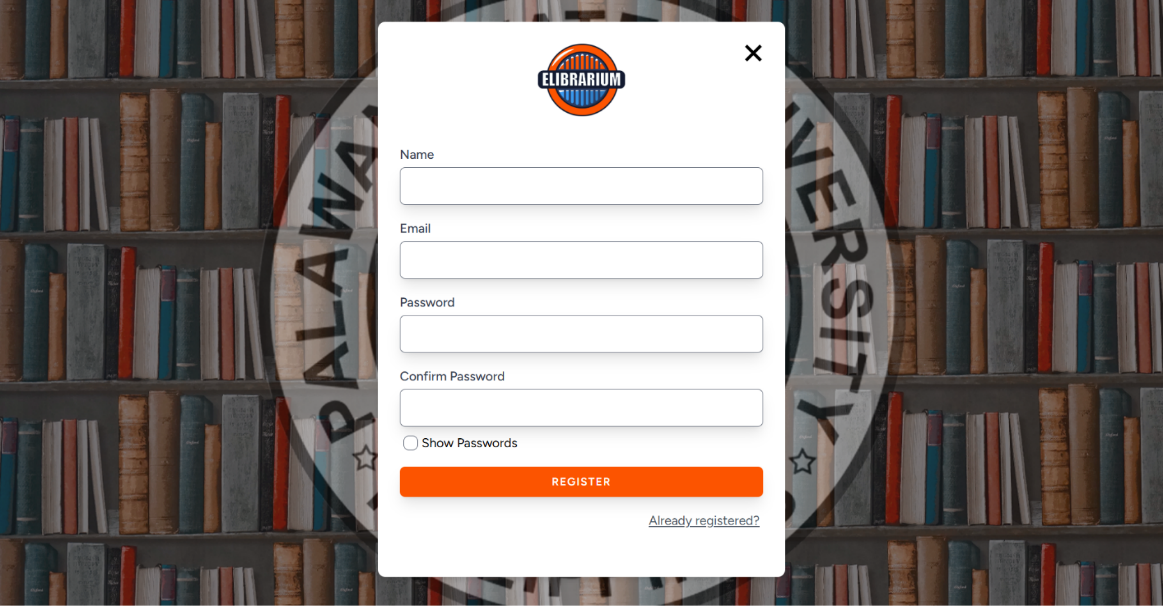 ELIBRARIUM
Name
Email
Password
Confirm Password
Show Passwords
REGISTER
Already registered?